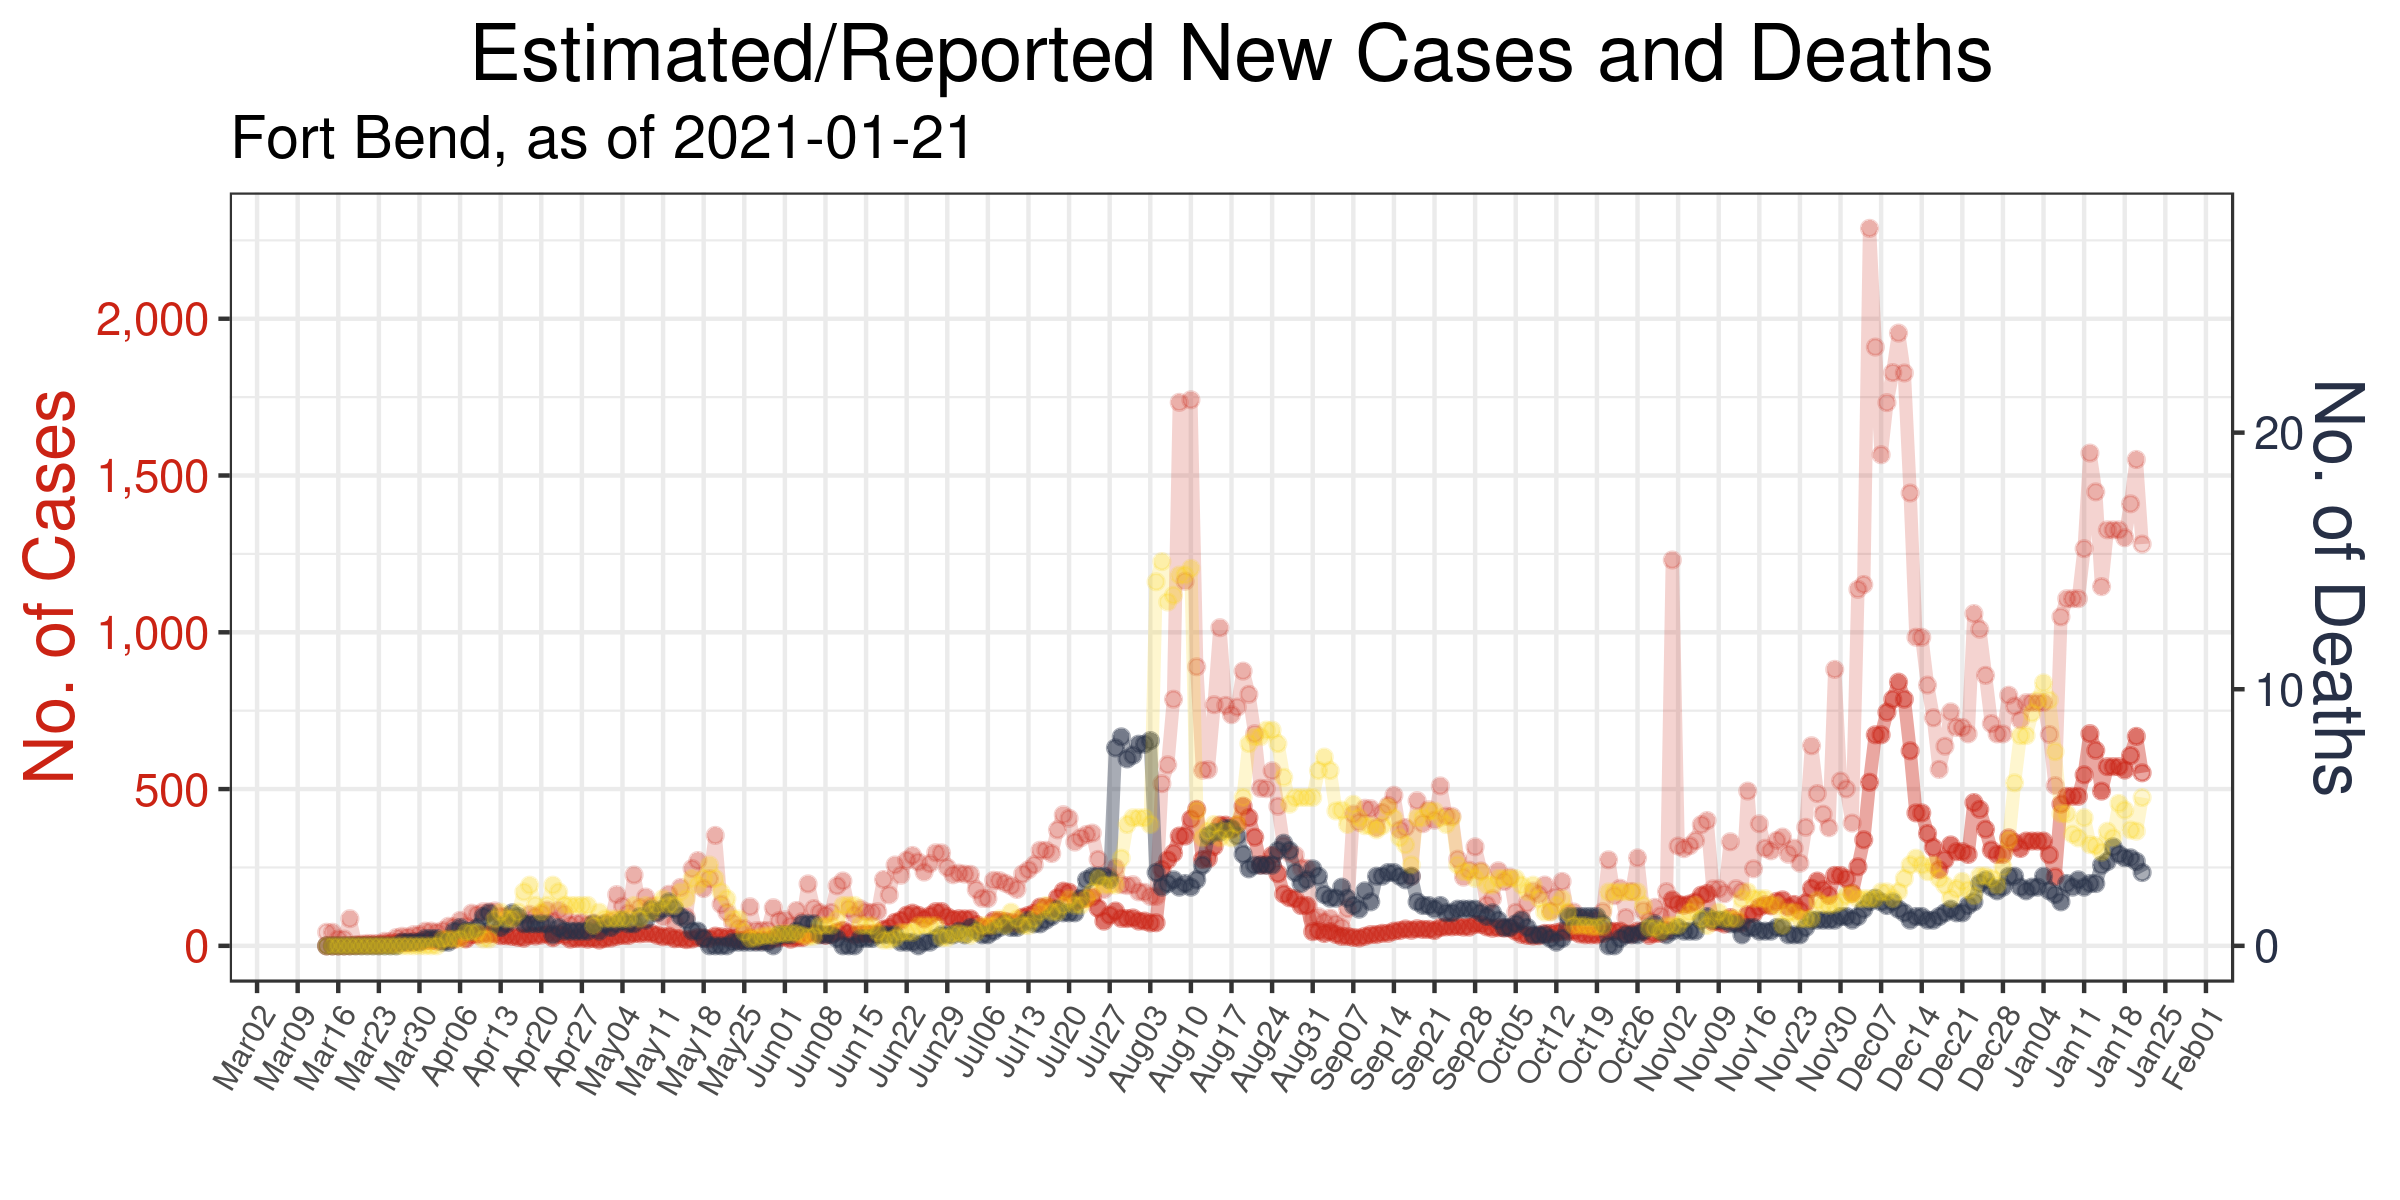 Estimated/Reported New Cases and Deaths
Fort Bend, as of 2021-01-21
No. of Cases
2,000
1,500
1,000
500
0
No. of Deaths
20
10
0
Mar02
Mar09
Mar16
Mar23
Mar30
Apr06
Apr13
Apr20
Apr27
May04
May11
May18
May25
Jun01
Jun08
Jun15
Jun22
Jun29
Jul06
Jul13
Jul20
Jul27
Aug03
Aug10
Aug17
Aug24
Aug31
Sep07
Sep14
Sep21
Sep28
Oct05
Oct12
Oct19
Oct26
Nov02
Nov09
Nov16
Nov23
Nov30
Dec07
Dec14
Dec21
Dec28
Jan04
Jan11
Jan18
Jan25
Feb01